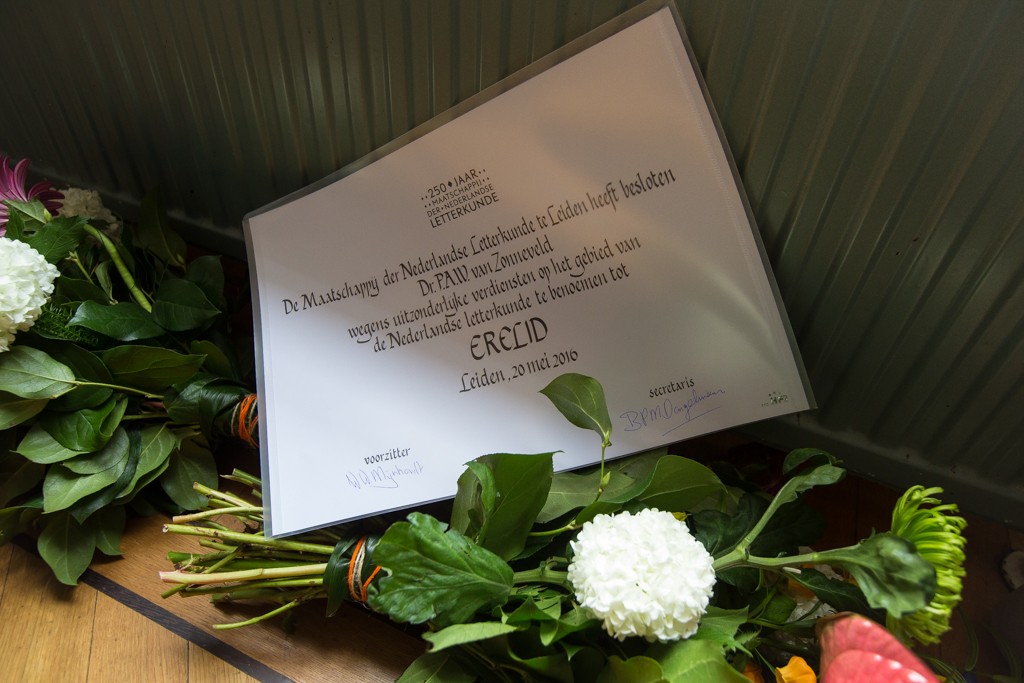 250 ♦ JAAR
MAATSCHAPPIJ
DER • NEDERLANDSE
LETTERKUNDE
De Maatschappij der Nederlandse Letterkunde te Leiden heeft besloten
Dr. P.A.W. van Zonneveld
wegens uitzonderlijke verdiensten op het gebied van
de Nederlandse letterkunde te benoemen tot
ERELID
Leiden, 20 mei 2016
voorzitter
secretaris